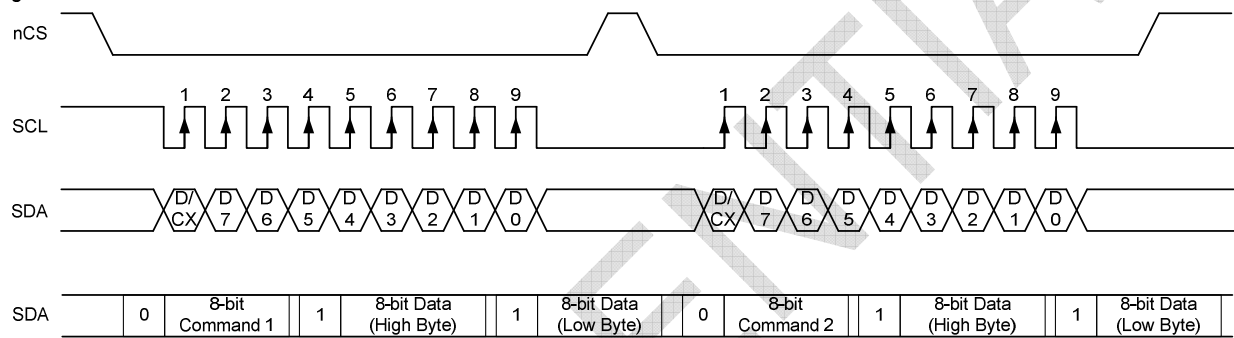 nCS
1 2 3 4 5 6 7 8 9 1 2 3 4 5 6 7 8 9
SCL
D/ D D D D D D D D D/ D D D D D D D D
SDA
CX 7 6 5 4 3 2 1 0 CX 7 6 5 4 3 2 1 0
SDA 0 8-bit 1 8-bit Data 1 8-bit Data 0 8-bit 1 8-bit Data 1 8-bit Data
Command 1 (High Byte) (Low Byte) Command 2 (High Byte) (Low Byte)